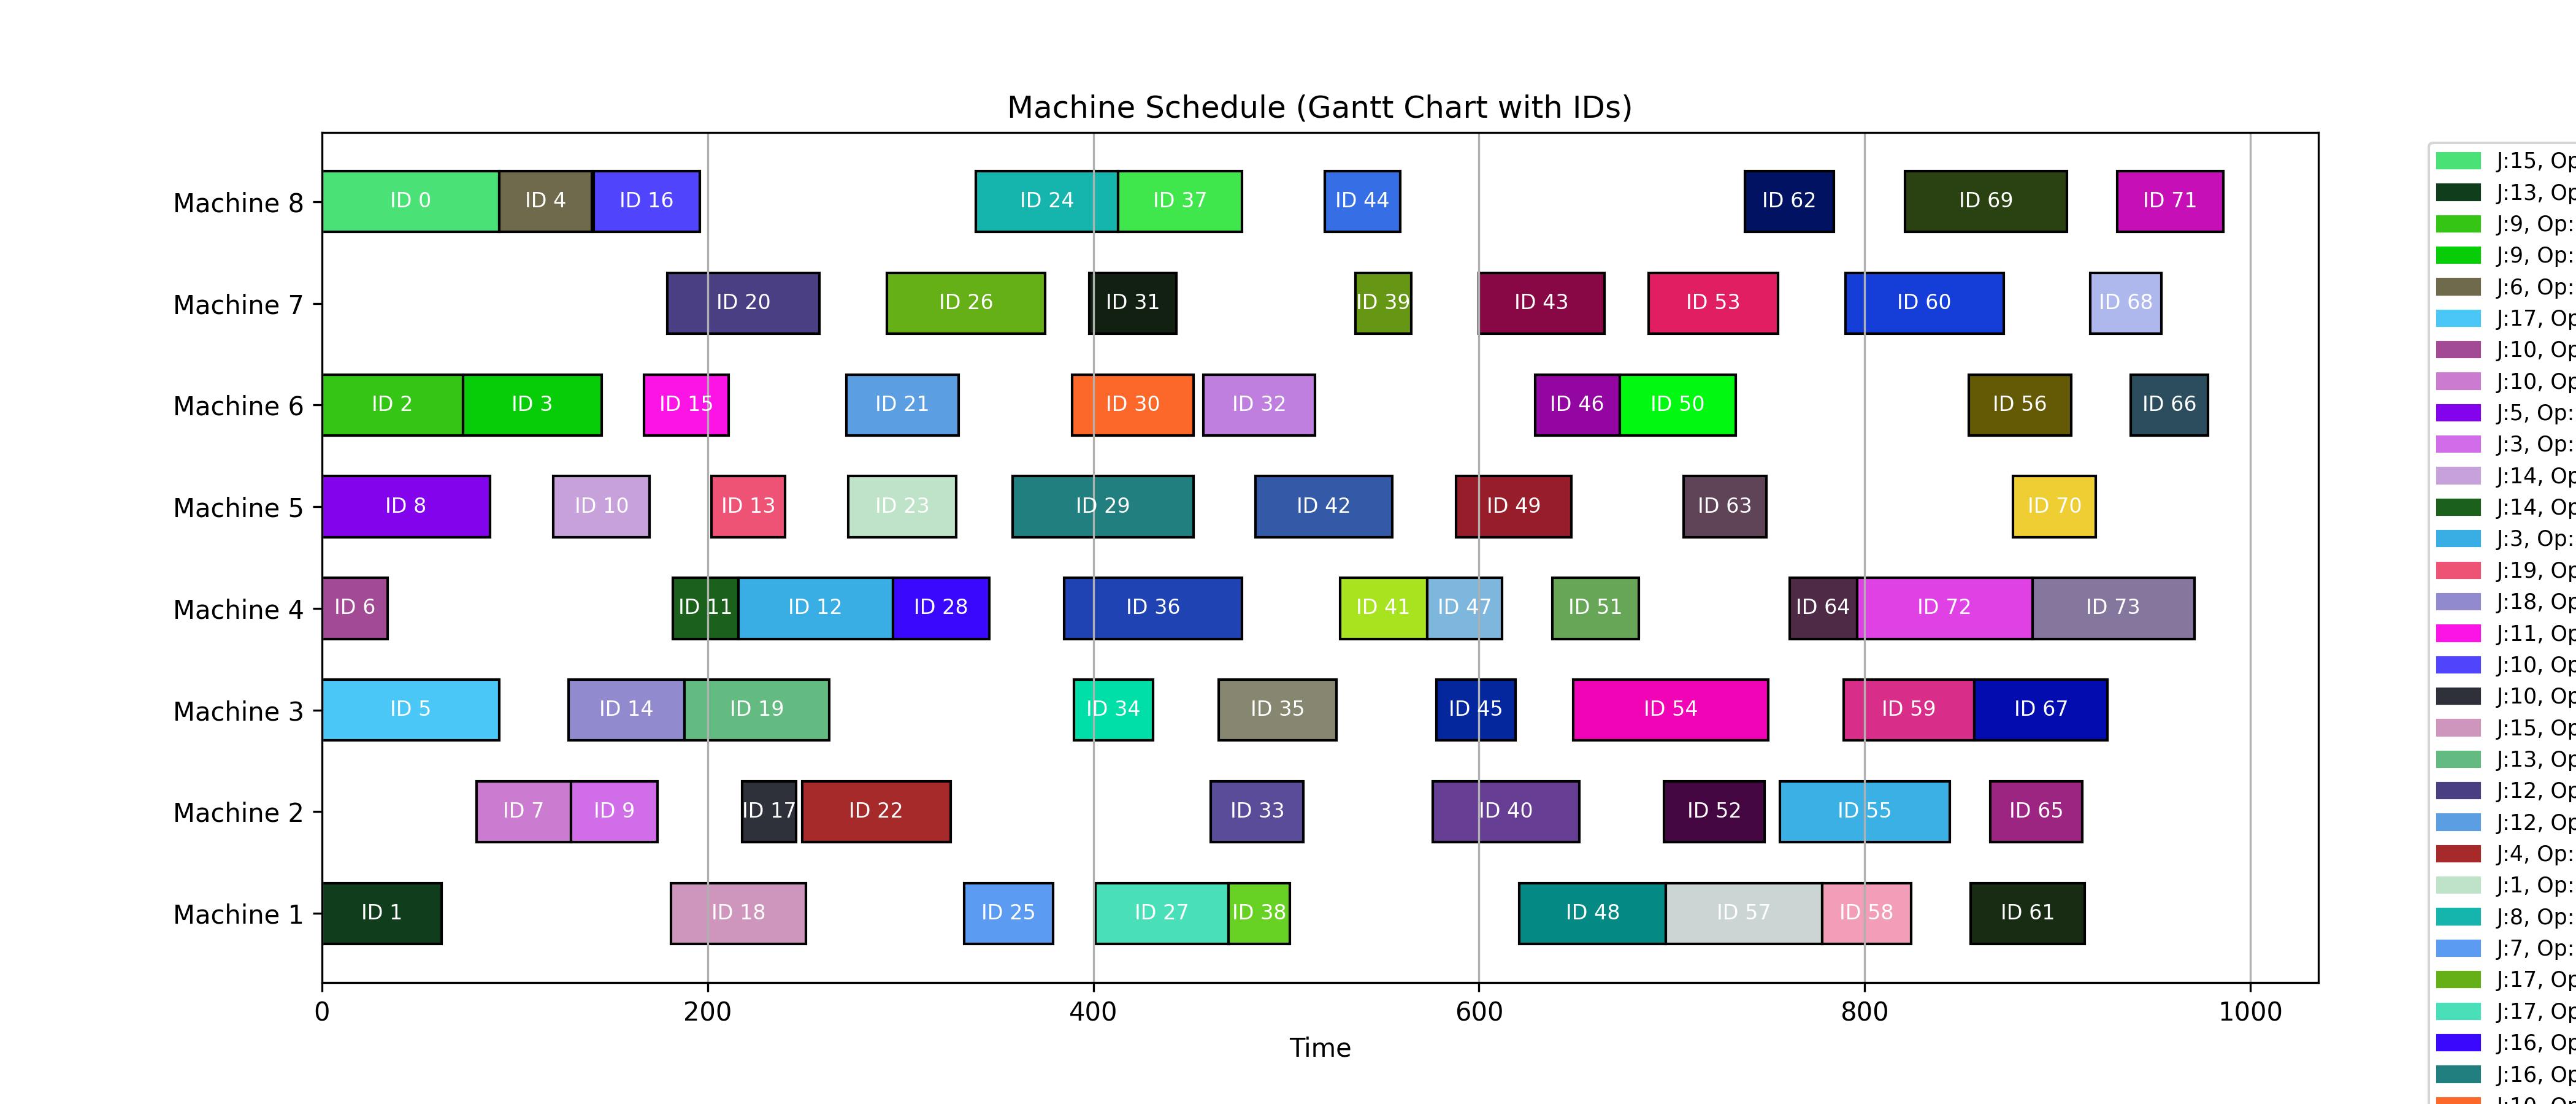 Machine Schedule (Gantt Chart with IDs)
Machine 8
ID 0 ID 4 ID 16 ID 24 ID 37 ID 44 ID 62 ID 69 ID 71
Machine 7
ID 20 ID 26 ID 31 ID 39 ID 43 ID 53 ID 60 ID 68
Machine 6
ID 2 ID 3 ID 15 ID 21 ID 30 ID 32 ID 46 ID 50 ID 56 ID 66
Machine 5
ID 8 ID 10 ID 13 ID 23 ID 29 ID 42 ID 49 ID 63 ID 70
Machine 4
ID 6 ID 11 ID 12 ID 28 ID 36 ID 41 ID 47 ID 51 ID 64 ID 72 ID 73
Machine 3
ID 5 ID 14 ID 19 ID 34 ID 35 ID 45 ID 54 ID 59 ID 67
Machine 2
ID 7 ID 9 ID 17 ID 22 ID 33 ID 40 ID 52 ID 55 ID 65
Machine 1
ID 1 ID 18 ID 25 ID 27 ID 38 ID 48 ID 57 ID 58 ID 61
0 200 400 600 800 1000
Time
J:15, Op
J:13, Op
J:9, Op:
J:9, Op:
J:6, Op:
J:17, Op
J:10, Op
J:10, Op
J:5, Op:
J:3, Op:
J:14, Op
J:14, Op
J:3, Op:
J:19, Op
J:18, Op
J:11, Op
J:10, Op
J:10, Op
J:15, Op
J:13, Op
J:12, Op
J:12, Op
J:4, Op:
J:1, Op:
J:8, Op:
J:7, Op:
J:17, Op
J:17, Op
J:16, Op
J:16, Op